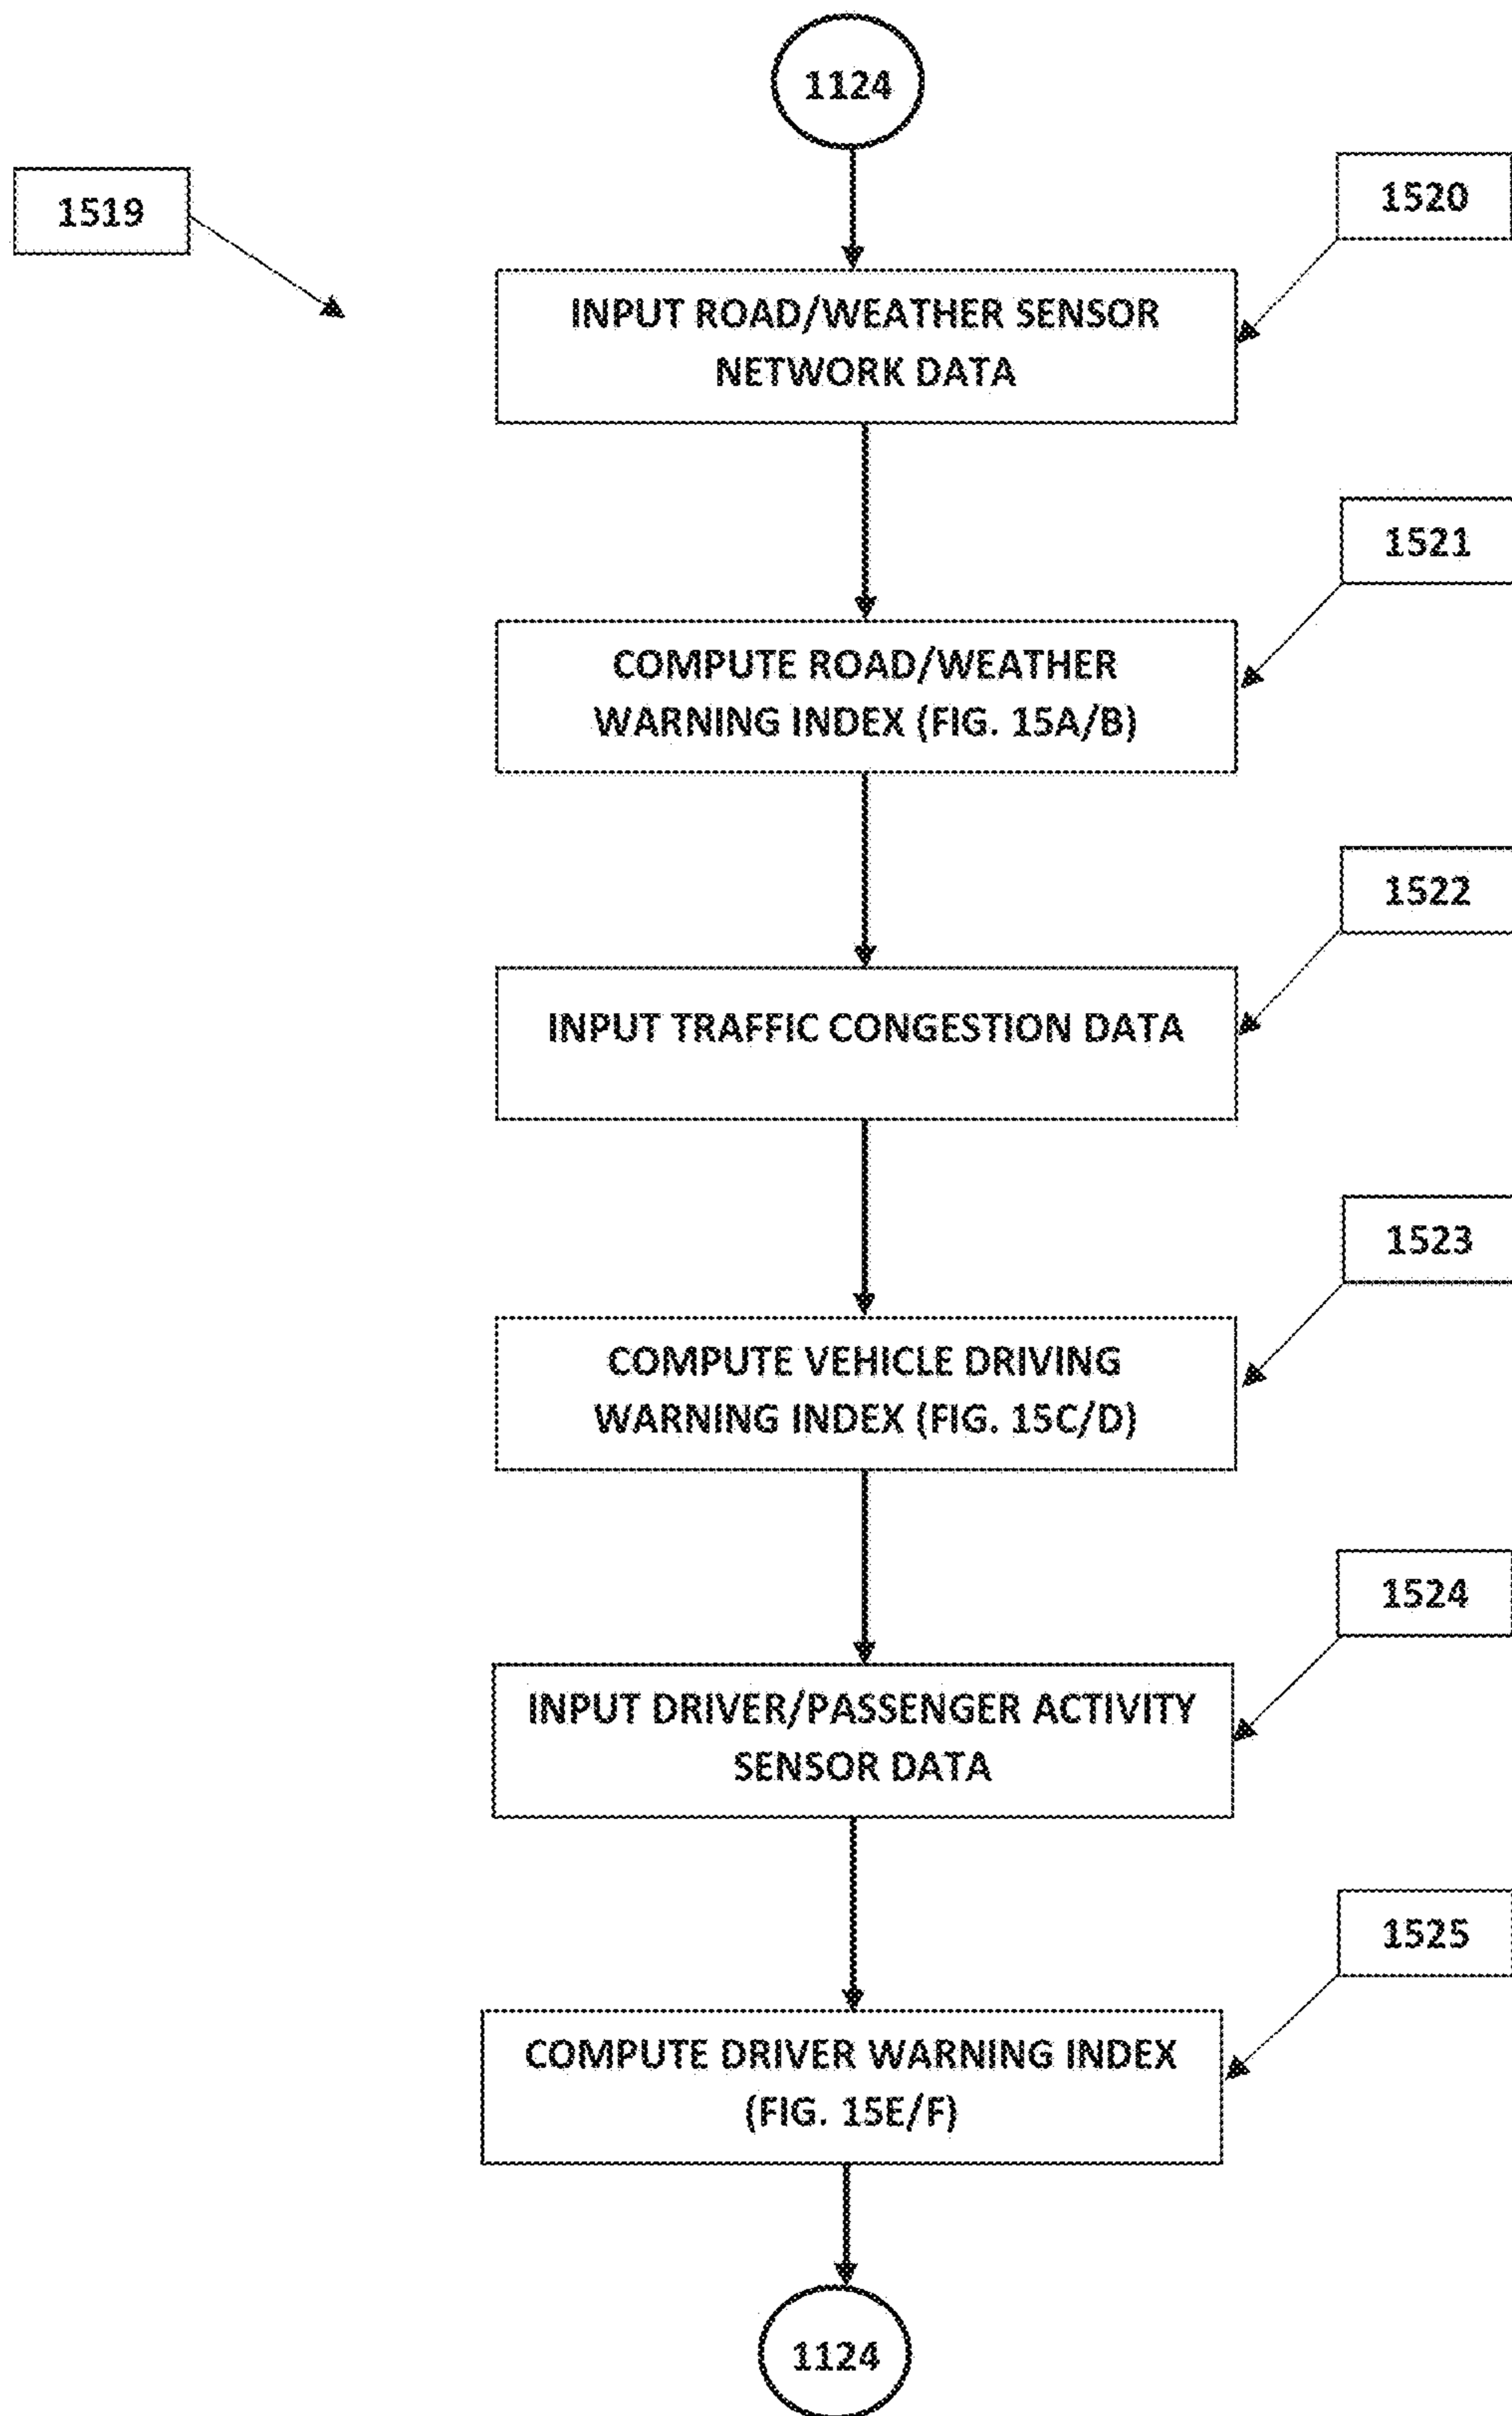 1124
1519
1520
INPUT ROAD/WEATHER SENSOR
NETWORK DATA
1521
COMPUTE ROAD/WEATHER
WARNING INDEX (FIG. 15A/B)
1522
INPUT TRAFFIC CONGESTION DATA
1523
COMPUTE VEHICLE DRIVING
WARNING INDEX (FIG. 15C/D)
1524
INPUT DRIVER/PASSENGER ACTIVITY
SENSOR DATA
1525
COMPUTE DRIVER WARNING INDEX
(FIG. 15E/F)
1124